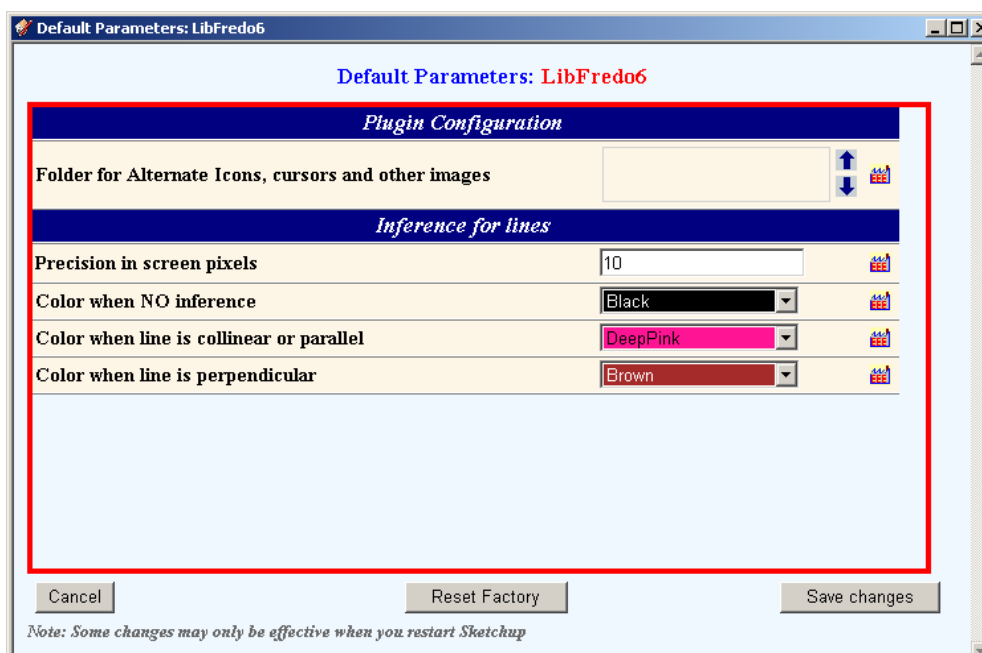 Default Parameters: LibFredo6
Default Parameters: LibFredo6
Plugin Configuration
Folder for Alternate Icons, cursors and other images
Inference for lines
Precision in screen pixels 10
Color when NO inference Black
Color when line is collinear or parallel DeepPink
Color when line is perpendicular Brown
Cancel Reset Factory Save changes
Note: Some changes may only be effective when you restart Sketchup